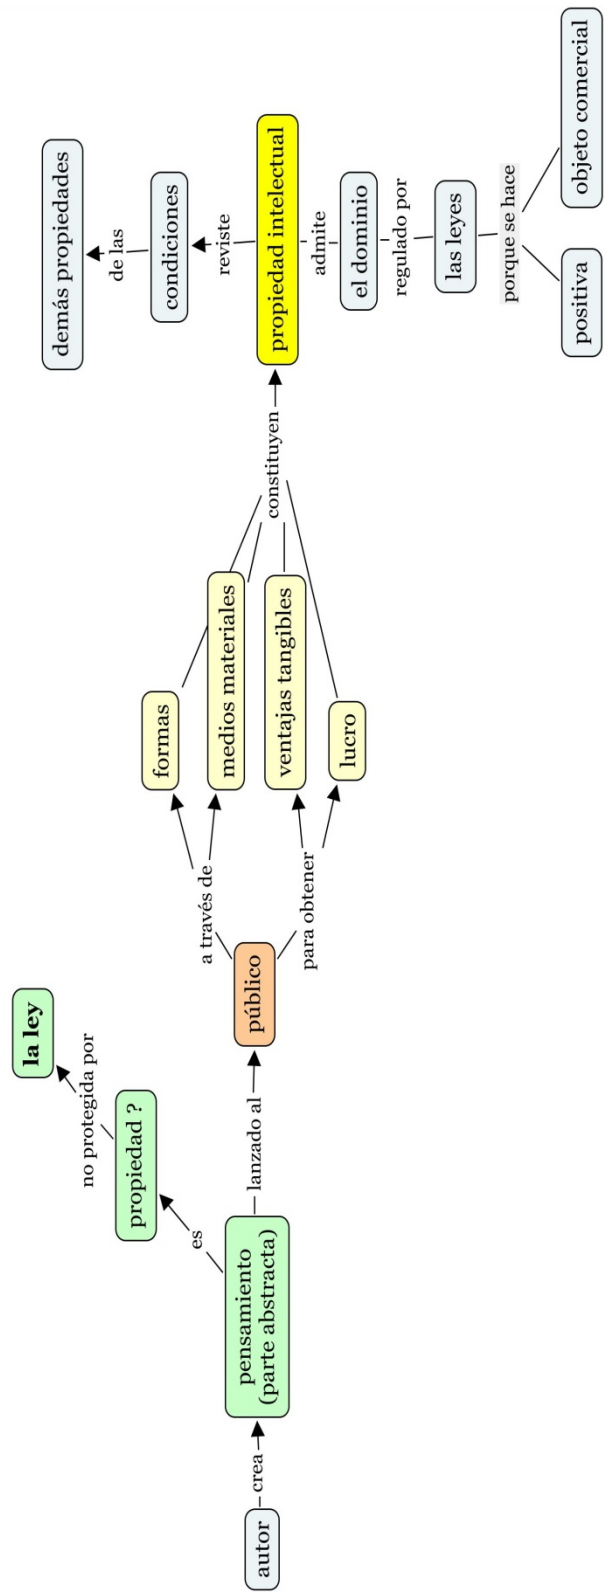 autor
crea
pensamiento
(parte abstracta)
es
propiedad ?
no protegida por
la ley
lanzado al
público
a través de
formas
medios materiales
para obtener
ventajas tangibles
lucro
constituyen
propiedad intelectual
reviste
condiciones
de las
demás propiedades
admite
el dominio
regulado por
las leyes
porque se hace
positiva
objeto comercial